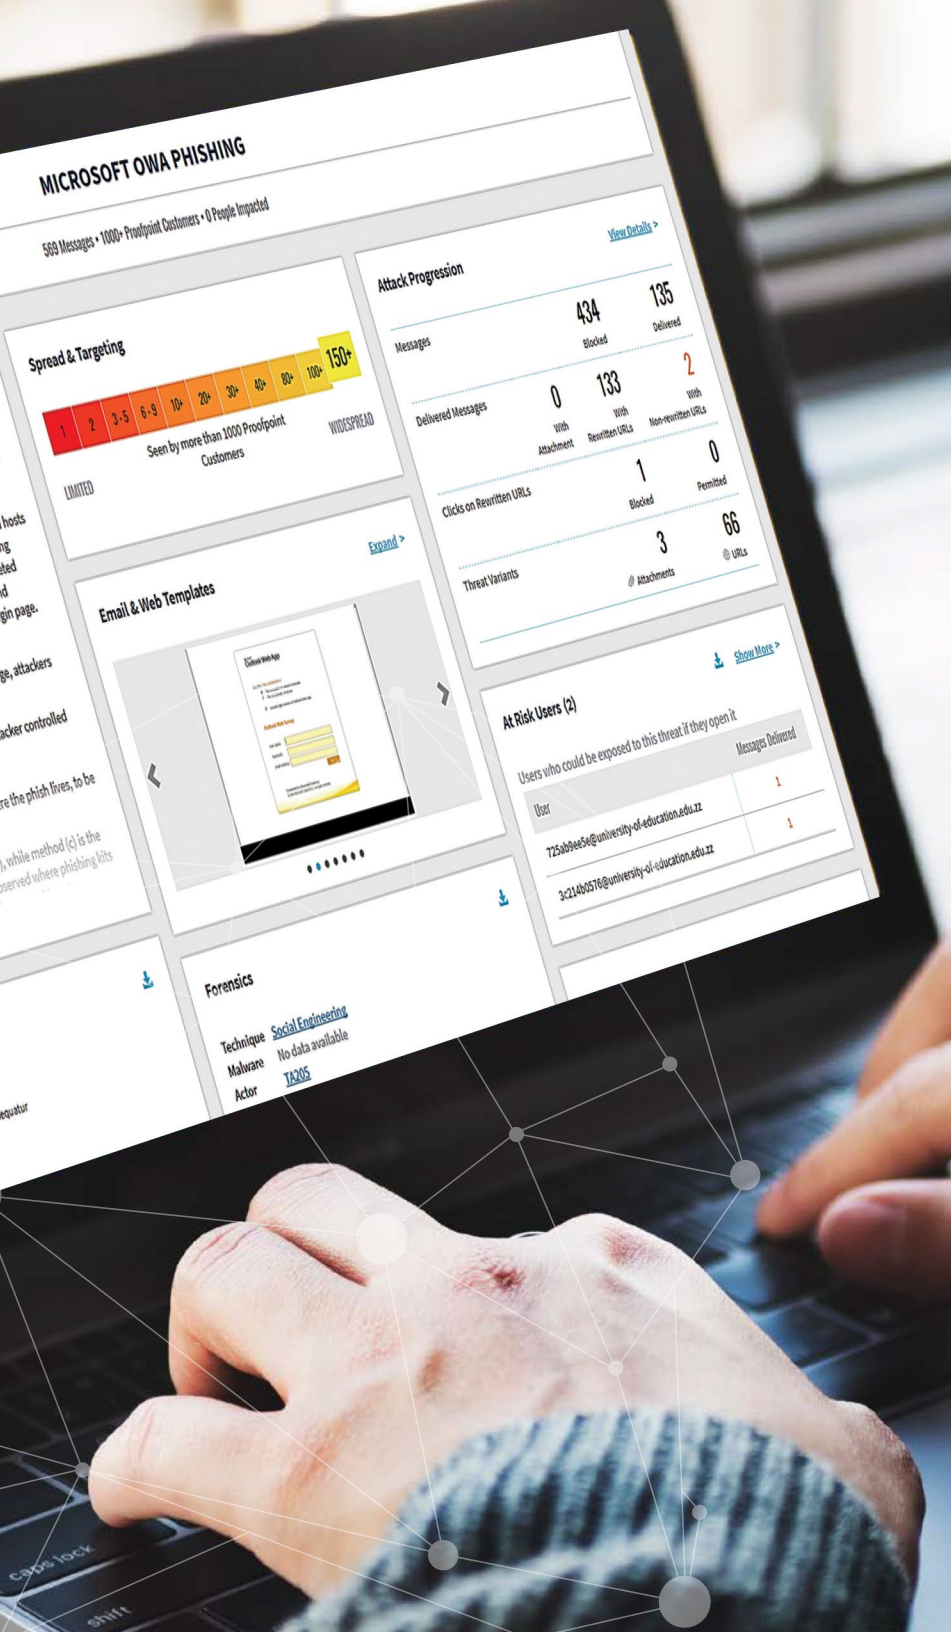 MICROSOFT OWA PHISHING
569 Messages • 1000+ Proofpoint Customers • 0 People Impacted
hosts
ng
eted
d
gin page.
ge, attackers
acker controlled
re the phish lives, to be
), while method (c) is the
oserved where phishing kits
equatur
Spread & Targeting
1 2 3-5 6-9 10+ 20+ 30+ 40+ 80+ 100+ 150+
LIMITED
Seen by more than 1000 Proofpoint
Customers
WIDESPREAD
Email & Web Templates
Expand >
Outlook Web App
Forensics
Technique Social Engineering
Malware No data available
Actor TA205
View Details >
Attack Progression
Messages
434
Blocked
135
Delivered
Delivered Messages
0
With
Attachment
133
With
Rewritten URLs
2
With
Non-rewritten URLs
Clicks on Rewritten URLs
1
Blocked
0
Permitted
Threat Variants
3
Attachments
66
URLs
Show More >
At Risk Users (2)
Users who could be exposed to this threat if they open it
User
Messages Delivered
725ab9ee5e@university-of-education.edu.zz
1
3c214b0576@university-of-education.edu.zz
1
caps lock
shift